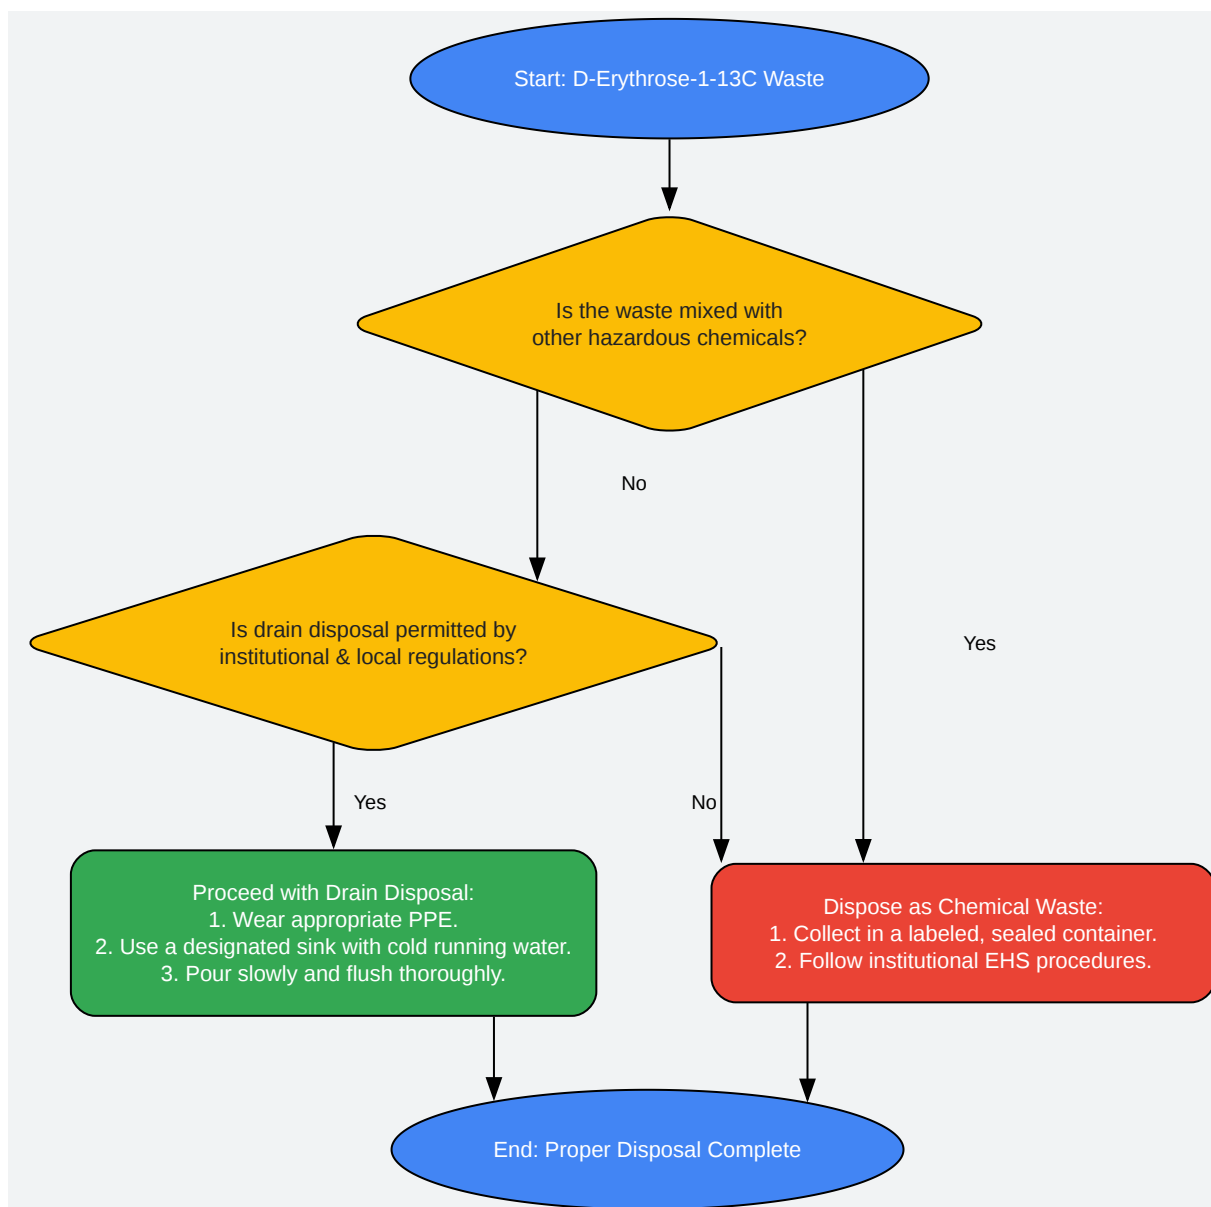 Start: D-Erythrose-1-13C Waste
Is the waste mixed with
other hazardous chemicals?
No
Is drain disposal permitted by
institutional & local regulations?
Yes
Yes
No
Proceed with Drain Disposal:
1. Wear appropriate PPE.
2. Use a designated sink with cold running water.
3. Pour slowly and flush thoroughly.
Dispose as Chemical Waste:
1. Collect in a labeled, sealed container.
2. Follow institutional EHS procedures.
End: Proper Disposal Complete